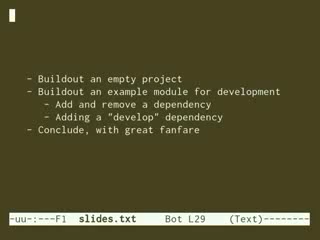 - Buildout an empty project
- Buildout an example module for development
- Add and remove a dependency
- Adding a "develop" dependency
- Conclude, with great fanfare
-uu-:---F1 slides.txt Bot L29 (Text)--------